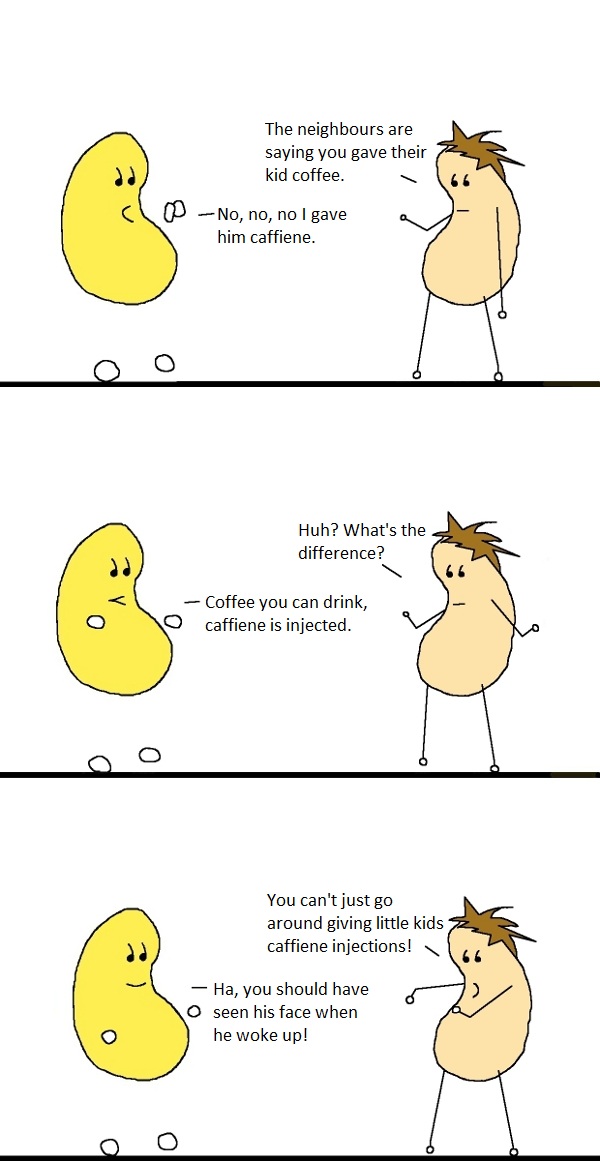 The neighbours are
saying you gave their
kid coffee.
No, no, no I gave
him caffiene.
Huh? What's the
difference?
Coffee you can drink,
caffiene is injected.
You can't just go
around giving little kids
caffiene injections!
Ha, you should have
seen his face when
he woke up!